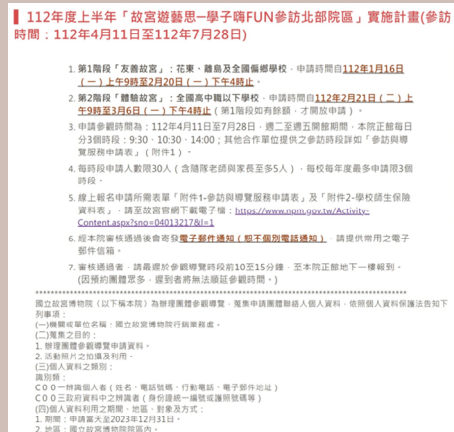 112年度上半年「故宮遊藝思─學子嗨FUN參訪北部院區」實施計畫(參訪
時間：112年4月11日至112年7月28日)
1. 第1階段「友善故宮」：花東、離島及全國偏鄉學校，申請時間自112年1月16日
（一）上午9時至2月20日（一）下午4時止。
2. 第2階段「體驗故宮」：全國高中職以下學校，申請時間自112年2月21日（二）上
午9時至3月6日（一）下午4時止（第1階段如有餘額，才開放申請）。
3. 申請參觀時間為：112年4月11日至7月28日，週二至週五開館期間，本院正館每日
分3個時段：9:30、10:30、14:00；其他合作單位提供之參訪時段詳如「參訪與導
覽服務申請表」（附件1）。
4. 每時段申請人數限30人（含隨隊老師與家長至多5人），每校每年度最多申請限3個
時段。
5. 線上報名申請所需表單「附件1-參訪與導覽服務申請表」及「附件2-學校師生保險
資料表」，請至故宮官網下載電子檔：https://www.npm.gov.tw/Activity-
Content.aspx?sno=04013217&l=1
6. 經本院審核通過後會寄發電子郵件通知（恕不個別電話通知），請提供常用之電子
郵件信箱。
7. 審核通過者，請最遲於參觀導覽時段前10至15分鐘，至本院正館地下一樓報到。
(因預約團體眾多，遲到者將無法順延參觀時間。)
國立故宮博物院（以下稱本院）為辦理團體參觀導覽，蒐集申請團體聯絡人個人資料，依照個人資料保護法告知下
列事項：
(一)機關或單位名稱：國立故宮博物院行銷業務處。
(二)蒐集之目的：
1. 辦理團體參觀導覽申請資料。
2. 活動照片之拍攝及利用。
(三)個人資料之類別：
識別類：
C００一辨識個人者（姓名、電話號碼、行動電話、電子郵件地址）
C００三政府資料中之辨識者（身份證統一編號或護照號碼等）
(四)個人資料利用之期間、地區、對象及方式：
1. 期間：申請當天至2023年12月31日。
2. 地區：國立故宮博物院院區內。